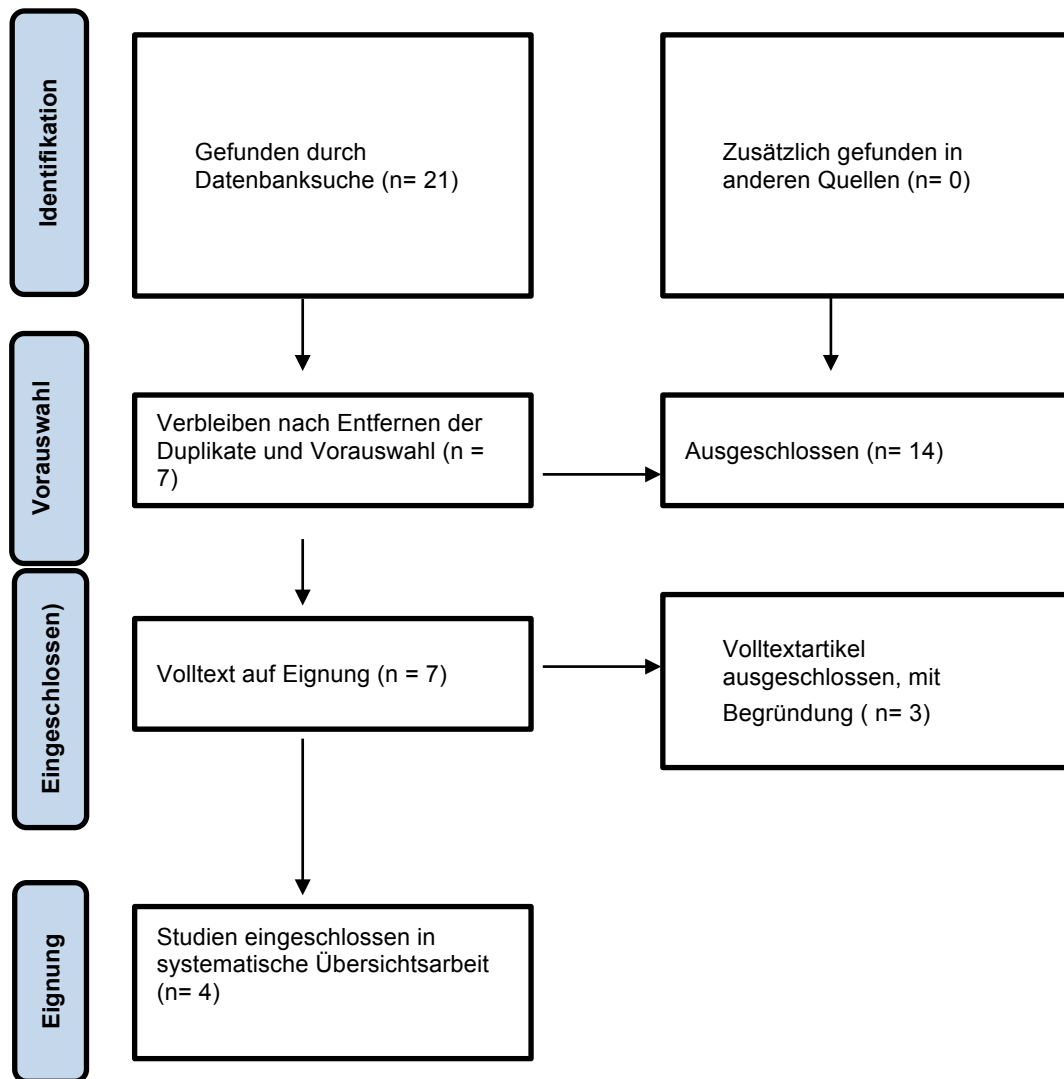 Identifikation
Gefunden durch
Datenbanksuche (n= 21)
Zusätzlich gefunden in
anderen Quellen (n= 0)
Vorauswahl
Verbleiben nach Entfernen der
Duplikate und Vorauswahl (n =
7)
Ausgeschlossen (n= 14)
Eingeschlossen)
Volltext auf Eignung (n = 7)
Volltextartikel
ausgeschlossen, mit
Begründung ( n= 3)
Eignung
Studien eingeschlossen in
systematische Übersichtsarbeit
(n= 4)